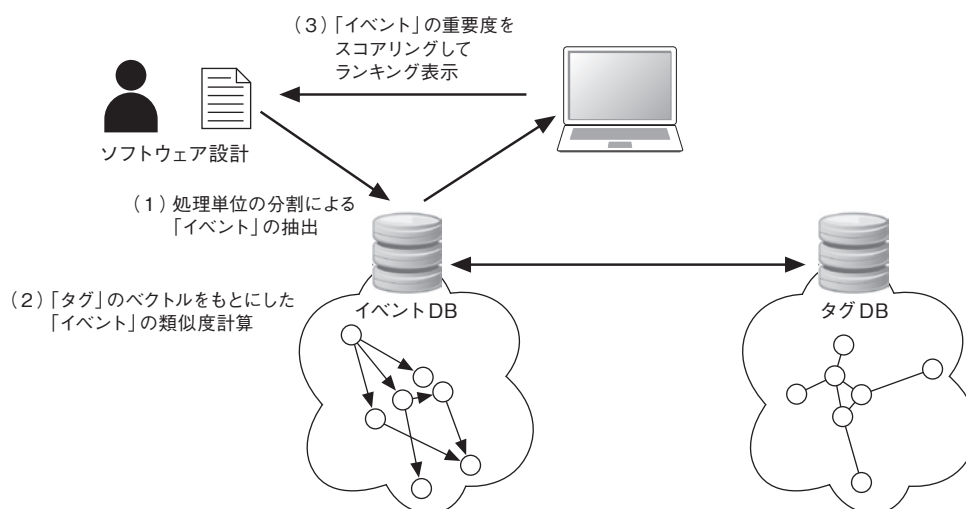 (3)「イベント」の重要度を
スコアリングして
ランキング表示
ソフトウェア設計
(1)処理単位の分割による
「イベント」の抽出
(2)「タグ」のベクトルをもとにした
「イベント」の類似度計算
イベントDB
タグDB